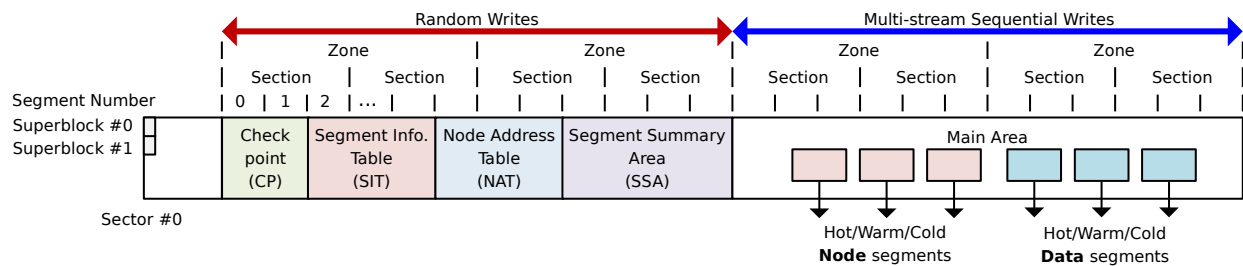 Random Writes
Multi-stream Sequential Writes
Zone
Zone
Zone
Zone
Section
Section
Section
Section
Section
Section
Section
Section
Segment Number
0
1
2
...
Superblock #0
Superblock #1
Check
point
(CP)
Segment Info.
Table
(SIT)
Node Address
Table
(NAT)
Segment Summary
Area
(SSA)
Main Area
Sector #0
Hot/Warm/Cold
Node segments
Hot/Warm/Cold
Data segments